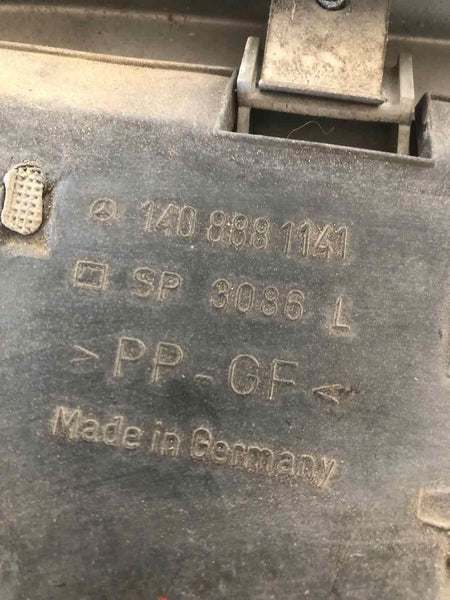 140 888 1141
SP 3086 L
>PP-GF<
Made in Germany